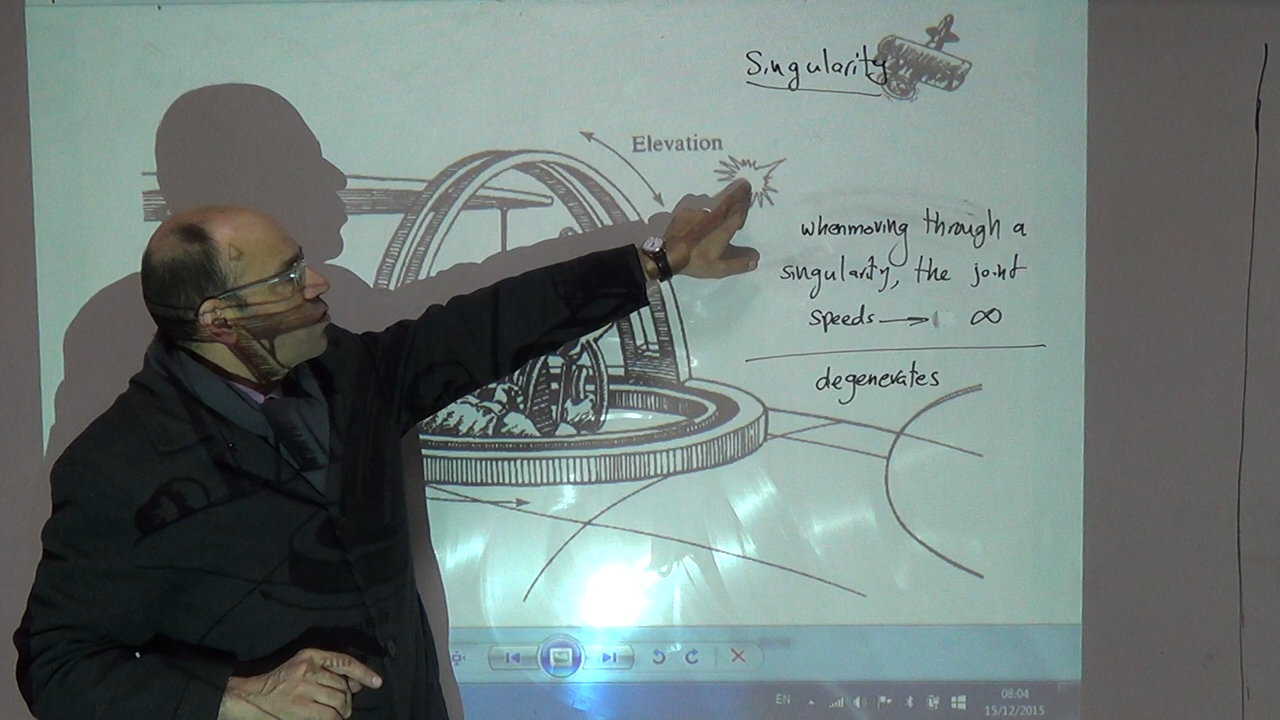 Singularity
Elevation
when moving through a
singularity, the joint
speeds → ∞
degenerates
EN
08:04
15/12/2015